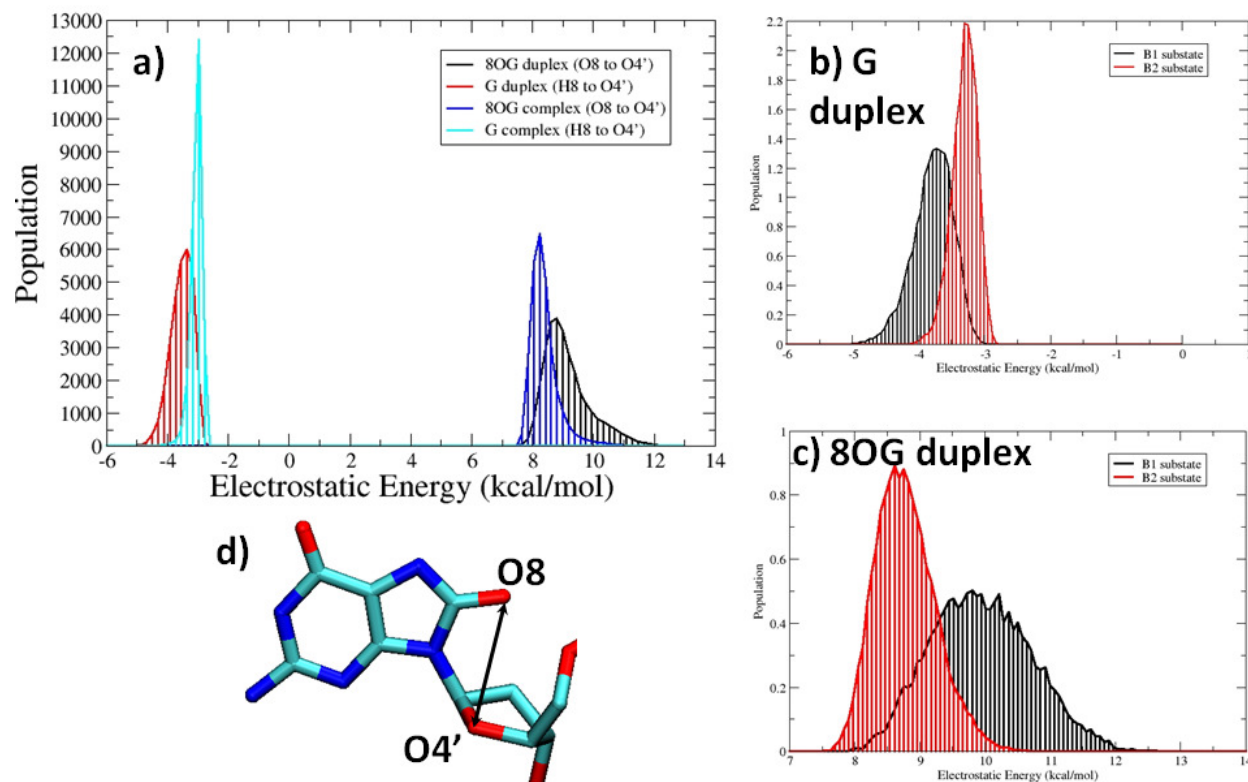 a)
13000
12000
11000
10000
9000
8000
7000
6000
5000
4000
3000
2000
1000
0
Population
8OG duplex (O8 to O4')
G duplex (H8 to O4')
8OG complex (O8 to O4')
G complex (H8 to O4')
-6 -4 -2 0 2 4 6 8 10 12 14
Electrostatic Energy (kcal/mol)
b) G
duplex
2.2
2
1.8
1.6
1.4
1.2
1
0.8
0.6
0.4
0.2
0
Population
B1 substate
B2 substate
-6 -5 -4 -3 -2 -1 0
Electrostatic Energy (kcal/mol)
c) 8OG duplex
1
0.8
0.6
0.4
0.2
0
Population
B1 substate
B2 substate
7 8 9 10 11 12 13 14
Electrostatic Energy (kcal/mol)
d)
O8
O4'